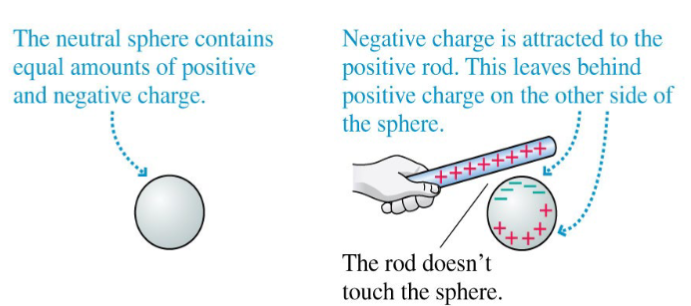 The neutral sphere contains
equal amounts of positive
and negative charge.
Negative charge is attracted to the
positive rod. This leaves behind
positive charge on the other side of
the sphere.
The rod doesn’t
touch the sphere.